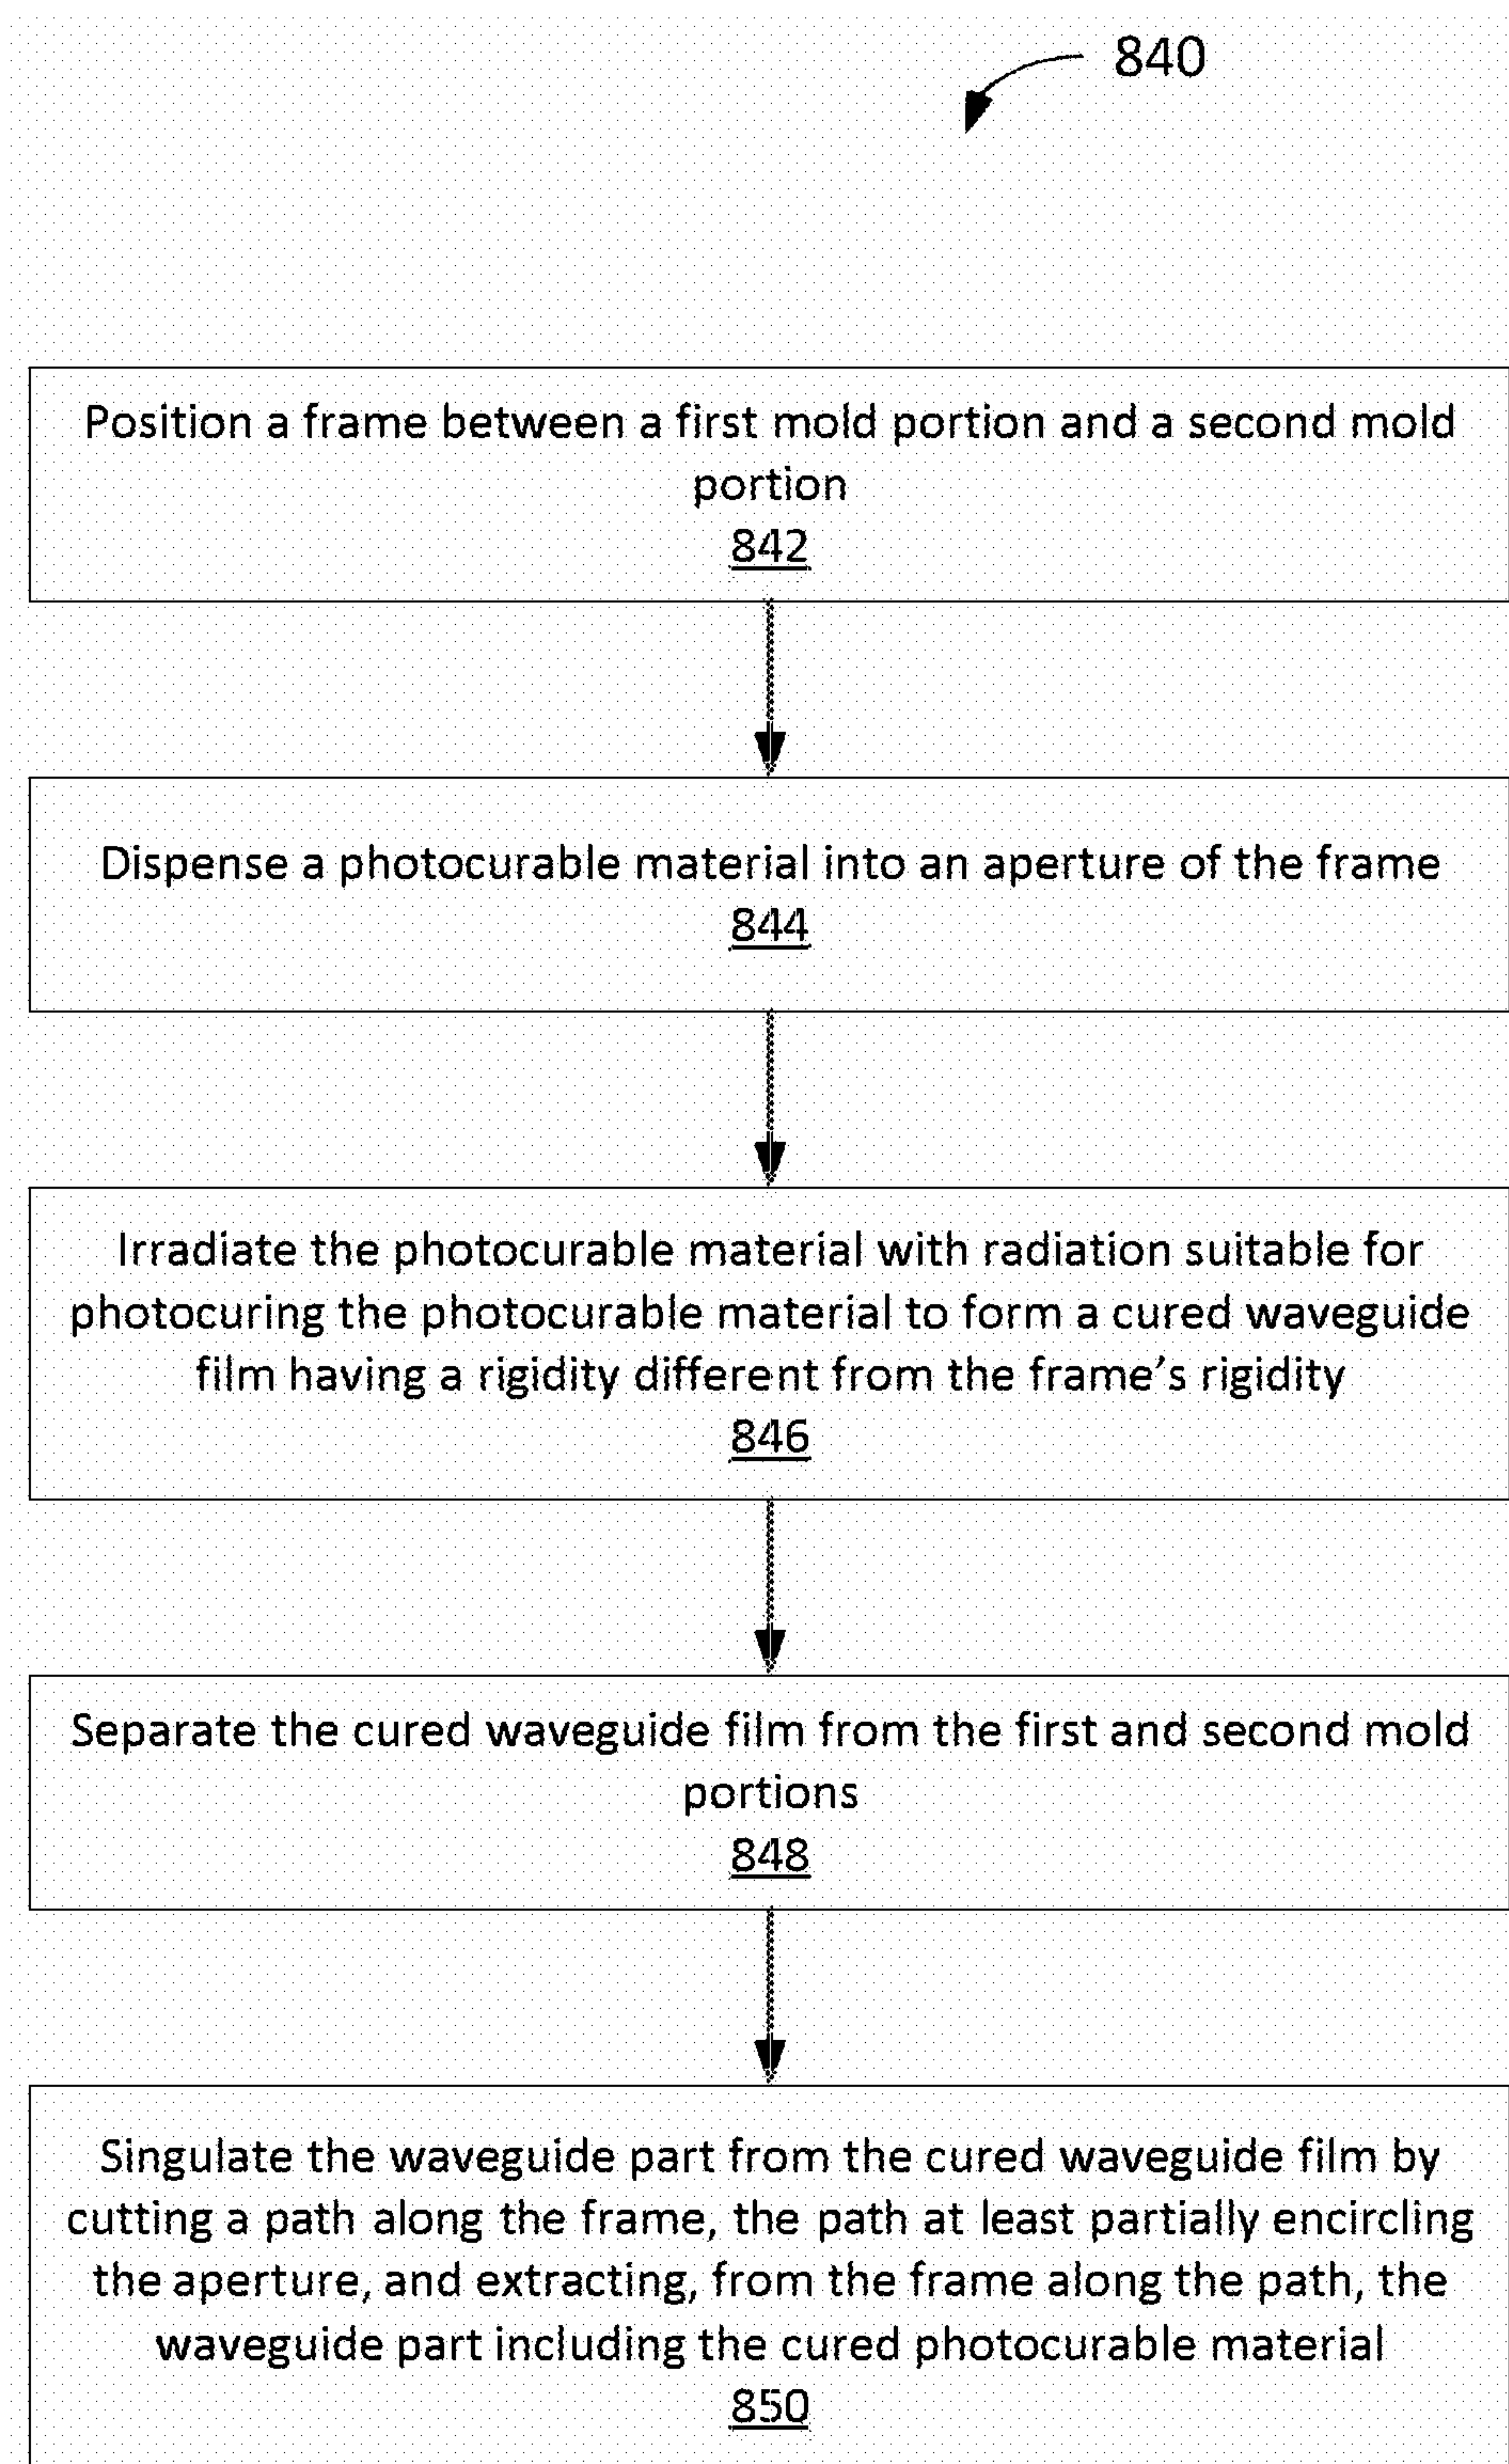 840
Position a frame between a first mold portion and a second mold
portion
842
Dispense a photocurable material into an aperture of the frame
844
Irradiate the photocurable material with radiation suitable for
photocuring the photocurable material to form a cured waveguide
film having a rigidity different from the frame's rigidity
846
Separate the cured waveguide film from the first and second mold
portions
848
Singulate the waveguide part from the cured waveguide film by
cutting a path along the frame, the path at least partially encircling
the aperture, and extracting, from the frame along the path, the
waveguide part including the cured photocurable material
850